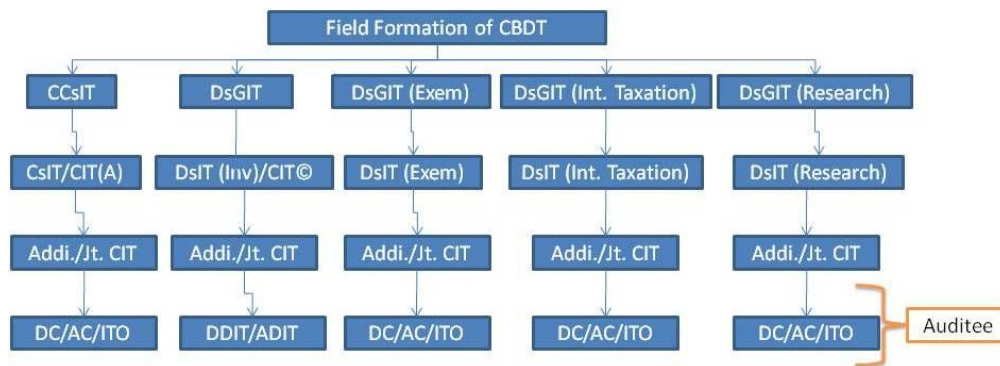 Field Formation of CBDT
CCsIT DsGIT DsGIT (Exem) DsGIT (Int. Taxation) DsGIT (Research)
CsIT/CIT(A) DsIT (Inv)/CIT© DsIT (Exem) DsIT (Int. Taxation) DsIT (Research)
Addi./Jt. CIT Addi./Jt. CIT Addi./Jt. CIT Addi./Jt. CIT Addi./Jt. CIT
DC/AC/ITO DDIT/ADIT DC/AC/ITO DC/AC/ITO DC/AC/ITO Auditee